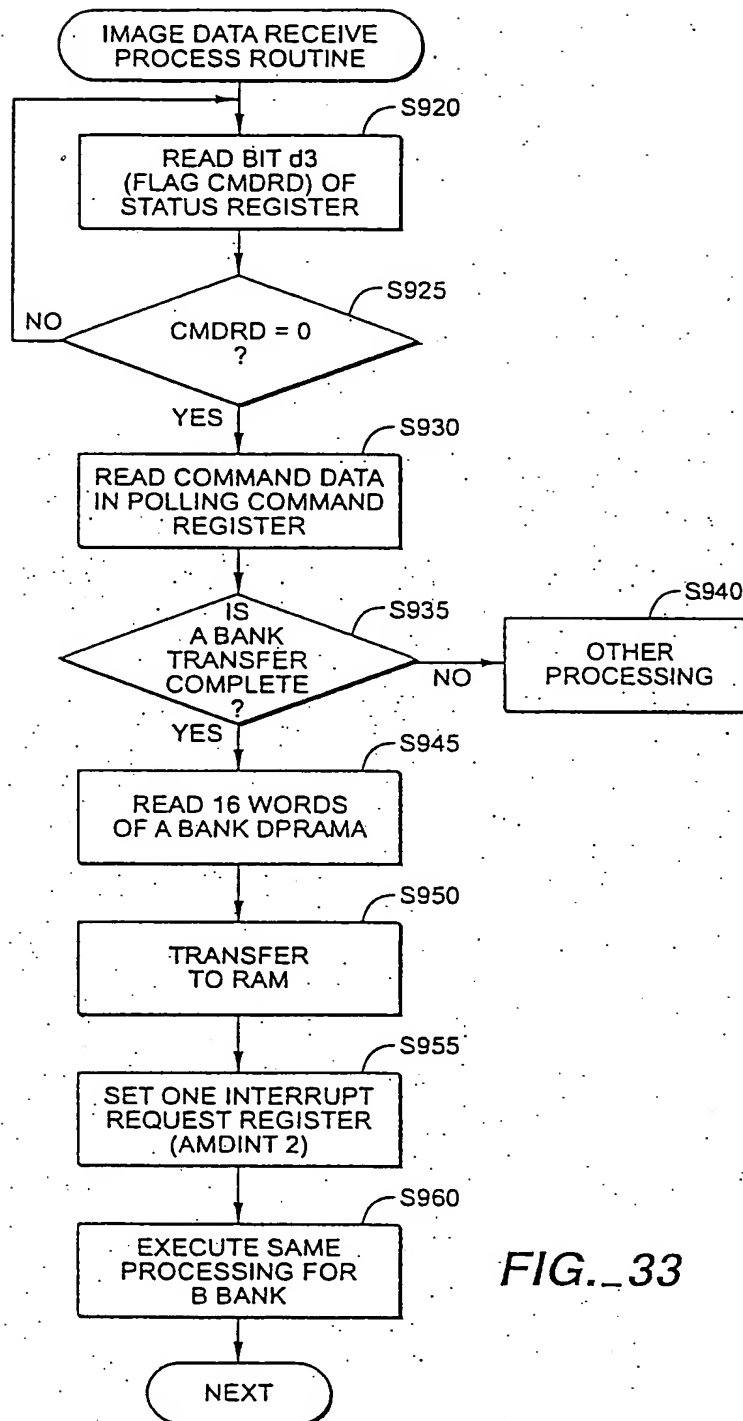 IMAGE DATA RECEIVE
PROCESS ROUTINE
S920
READ BIT d3
(FLAG CMDRD) OF
STATUS REGISTER
S925
NO
CMDRD = 0
?
YES
S930
READ COMMAND DATA
IN POLLING COMMAND
REGISTER
S935
IS
A BANK
TRANSFER
COMPLETE
?
NO
S940
OTHER
PROCESSING
YES
S945
READ 16 WORDS
OF A BANK DPRAMA
S950
TRANSFER
TO RAM
S955
SET ONE INTERRUPT
REQUEST REGISTER
(AMDINT 2)
S960
EXECUTE SAME
PROCESSING FOR
B BANK
FIG._33
NEXT